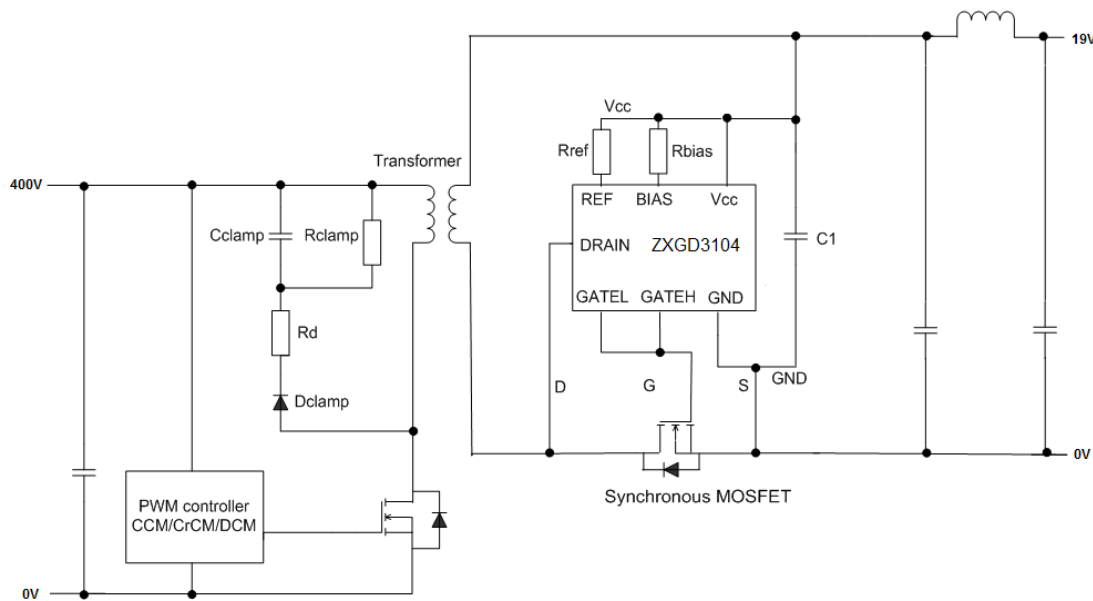 19V
Vcc
Rref
Rbias
Transformer
400V
REF BIAS Vcc
Cclamp Rclamp
DRAIN ZXGD3104
C1
GATEL GATEH GND
Rd
D G S GND
Dclamp
0V
Synchronous MOSFET
PWM controller
CCM/CrCM/DCM
0V